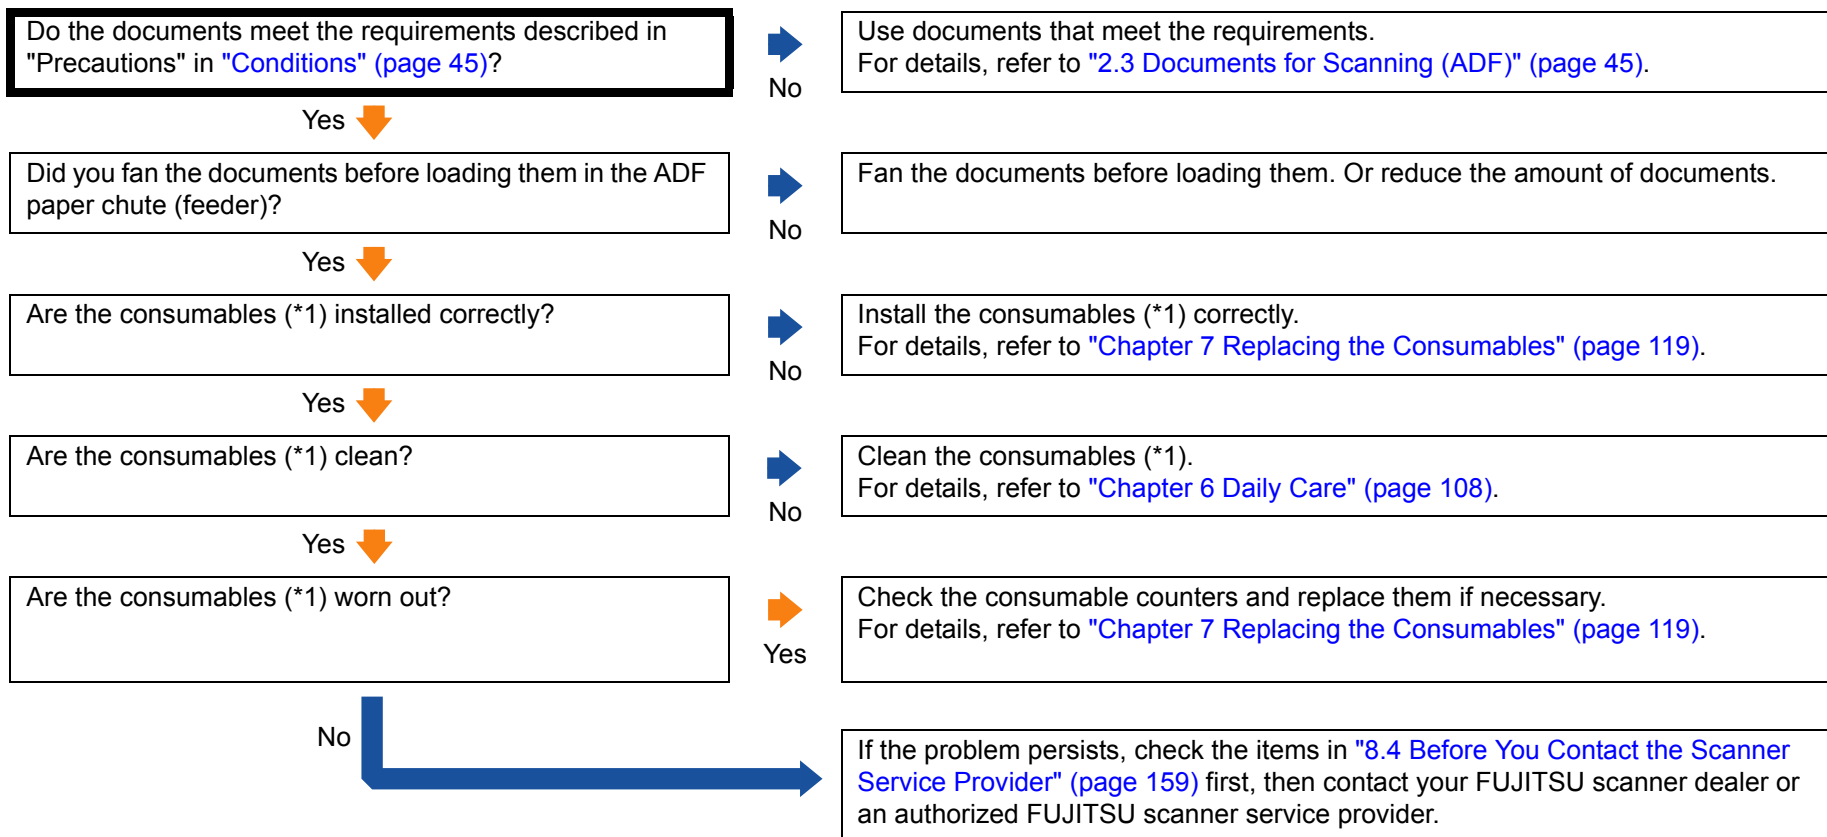 Do the documents meet the requirements described in
"Precautions" in "Conditions" (page 45)?
No
Use documents that meet the requirements.
For details, refer to "2.3 Documents for Scanning (ADF)" (page 45).
Yes
Did you fan the documents before loading them in the ADF
paper chute (feeder)?
No
Fan the documents before loading them. Or reduce the amount of documents.
Yes
Are the consumables (*1) installed correctly?
No
Install the consumables (*1) correctly.
For details, refer to "Chapter 7 Replacing the Consumables" (page 119).
Yes
Are the consumables (*1) clean?
No
Clean the consumables (*1).
For details, refer to "Chapter 6 Daily Care" (page 108).
Yes
Are the consumables (*1) worn out?
Yes
Check the consumable counters and replace them if necessary.
For details, refer to "Chapter 7 Replacing the Consumables" (page 119).
No
If the problem persists, check the items in "8.4 Before You Contact the Scanner
Service Provider" (page 159) first, then contact your FUJITSU scanner dealer or
an authorized FUJITSU scanner service provider.